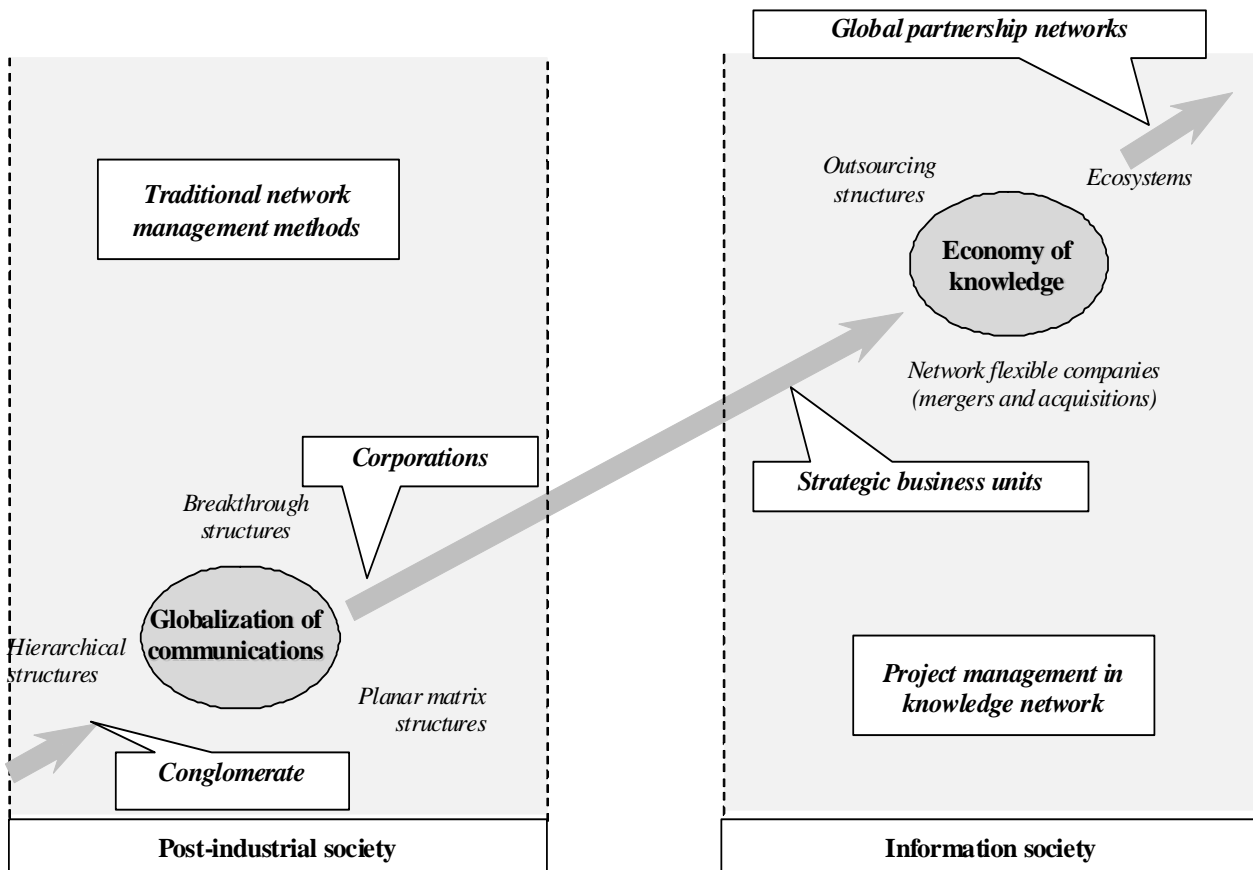 Global partnership networks
Traditional network
management methods
Outsourcing
structures
Ecosystems
Economy of
knowledge
Network flexible companies
(mergers and acquisitions)
Corporations
Strategic business units
Breakthrough
structures
Globalization of
communications
Hierarchical
structures
Planar matrix
structures
Project management in
knowledge network
Conglomerate
Post-industrial society
Information society